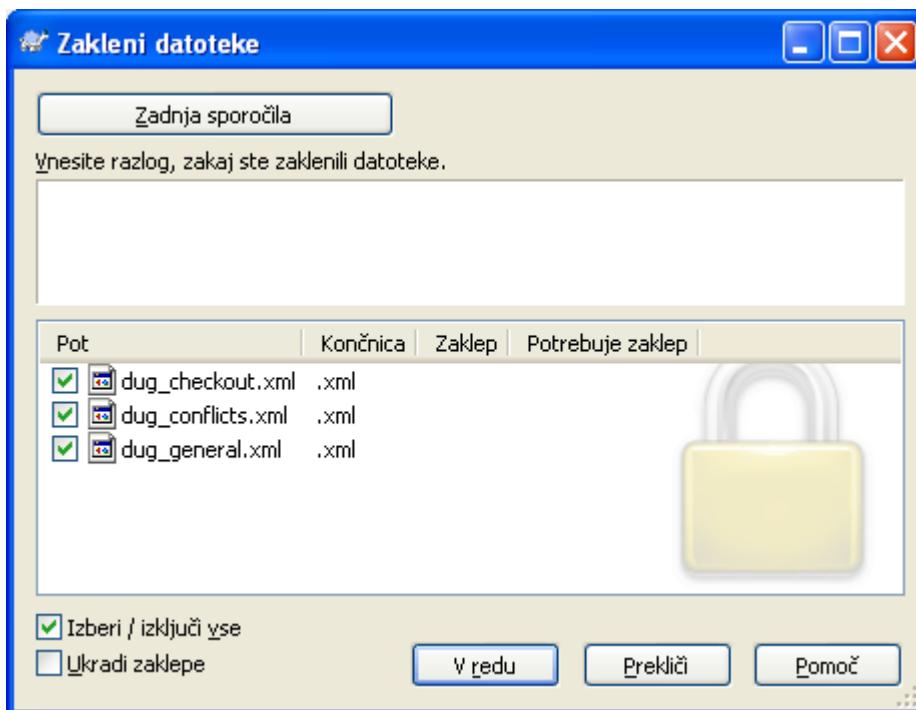 Zakleni datoteke
Zadnja sporočila
Vnesite razlog, zakaj ste zaklenili datoteke.
Pot Končnica Zaklep Potrebuje zaklep
dug_checkout.xml .xml
dug_conflicts.xml .xml
dug_general.xml .xml
Izberi / izključi vse
Ukradi zaklepe
V redu Prekliči Pomoč